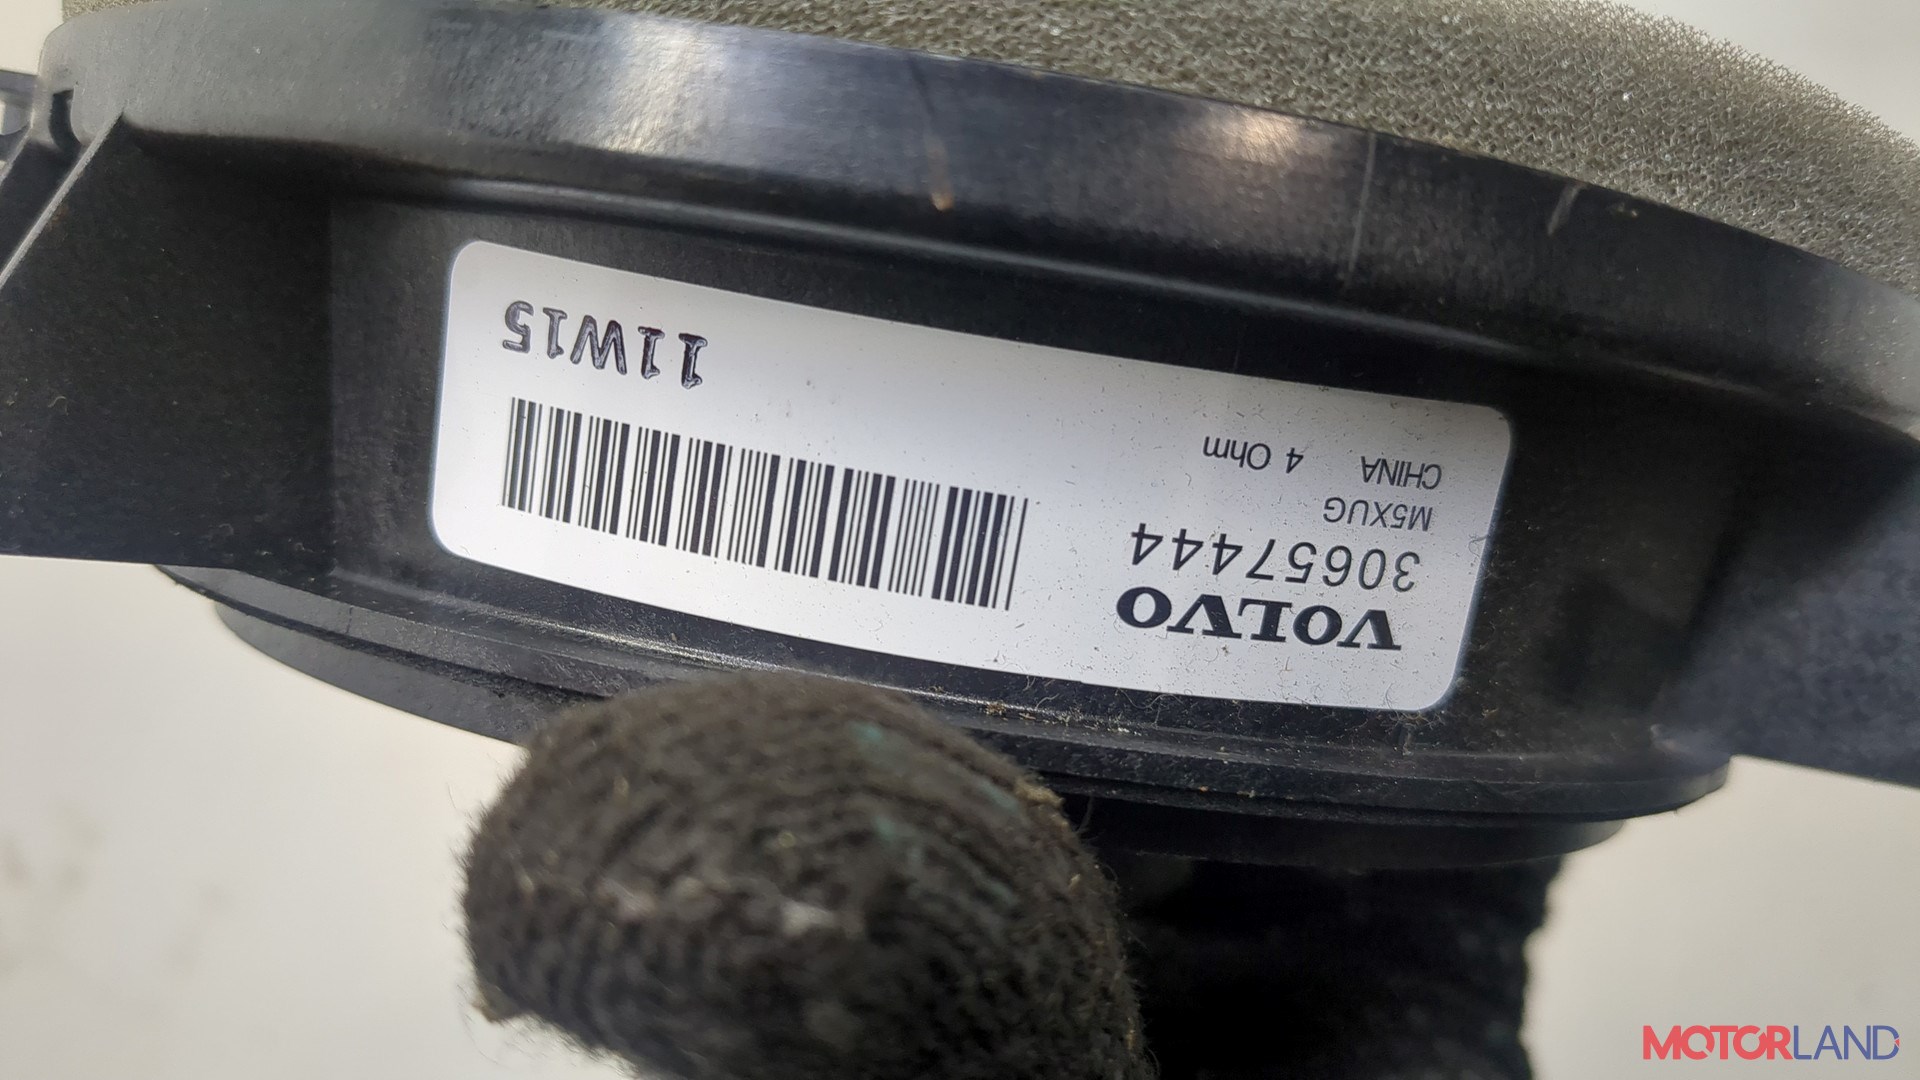 VOLVO
30657444
M5XUG
CHINA 4 Ohm
11W15
MOTORLAND